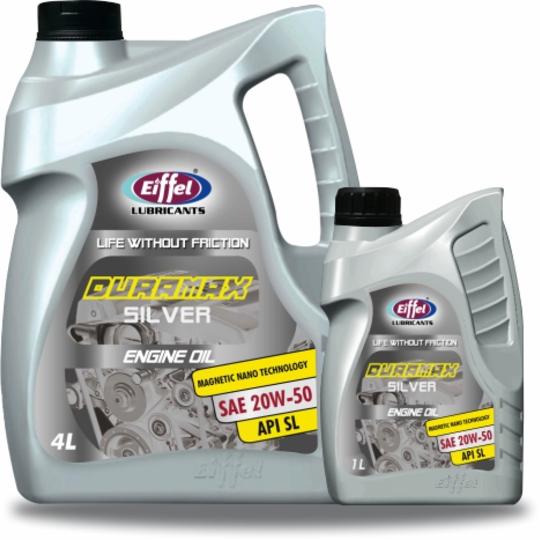 Eiffel®
LUBRICANTS
LIFE WITHOUT FRICTION
DURAMAX
SILVER
ENGINE OIL
MAGNETIC NANO TECHNOLOGY
SAE 20W-50
API SL
4L
Eiffel
Eiffel®
LUBRICANTS
LIFE WITHOUT FRICTION
DURAMAX
SILVER
ENGINE OIL
MAGNETIC NANO TECHNOLOGY
SAE 20W-50
API SL
1L
Eiffel